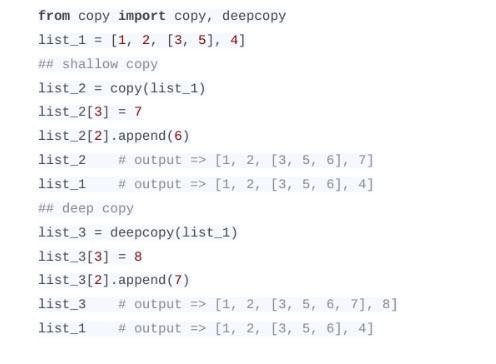 from copy import copy, deepcopy
list_1 = [1, 2, [3, 5], 4]
## shallow copy
list_2 = copy(list_1)
list_2[3] = 7
list_2[2].append(6)
list_2    # output => [1, 2, [3, 5, 6], 7]
list_1    # output => [1, 2, [3, 5, 6], 4]
## deep copy
list_3 = deepcopy(list_1)
list_3[3] = 8
list_3[2].append(7)
list_3    # output => [1, 2, [3, 5, 6, 7], 8]
list_1    # output => [1, 2, [3, 5, 6], 4]